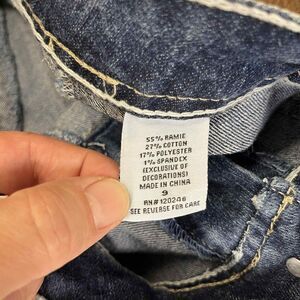 55% RAMIE
27% COTTON
17% POLYESTER
1% SPANDEX
(EXCLUSIVE OF
DECORATIONS)
MADE IN CHINA
9
RN#120246
SEE REVERSE FOR CARE